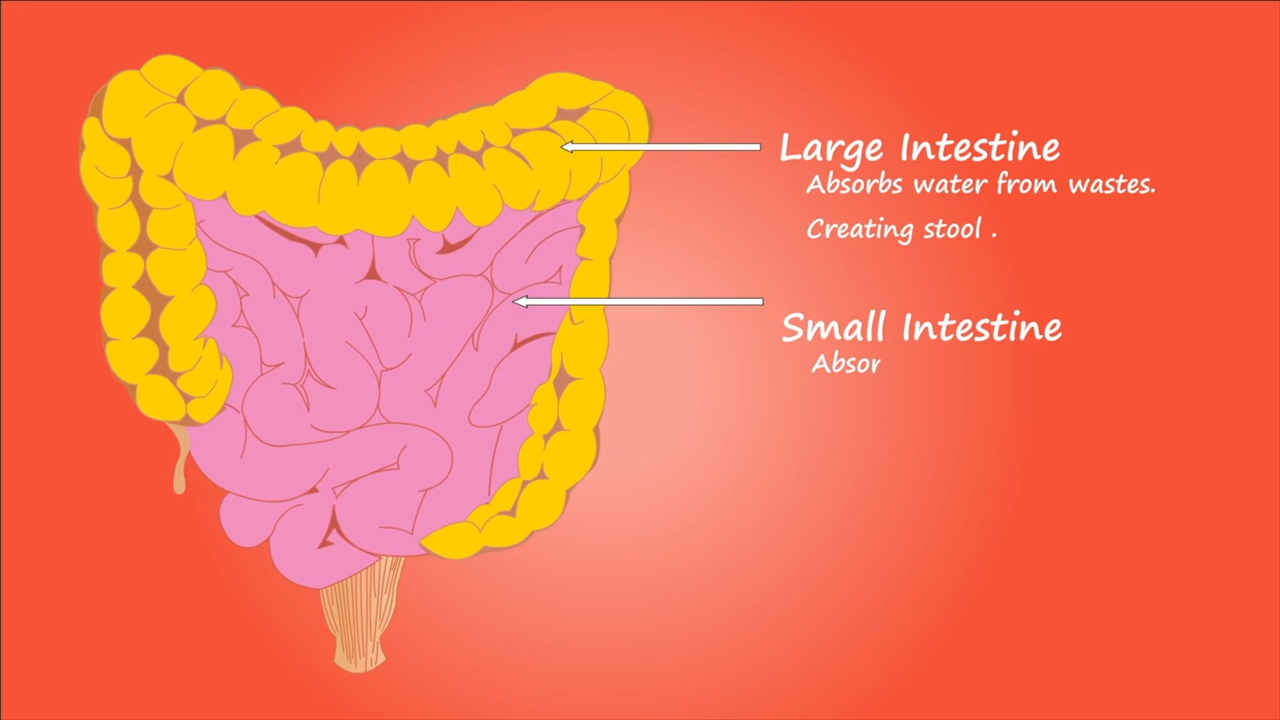 Large Intestine
Absorbs water from wastes.
Creating stool .
Small Intestine
Absor